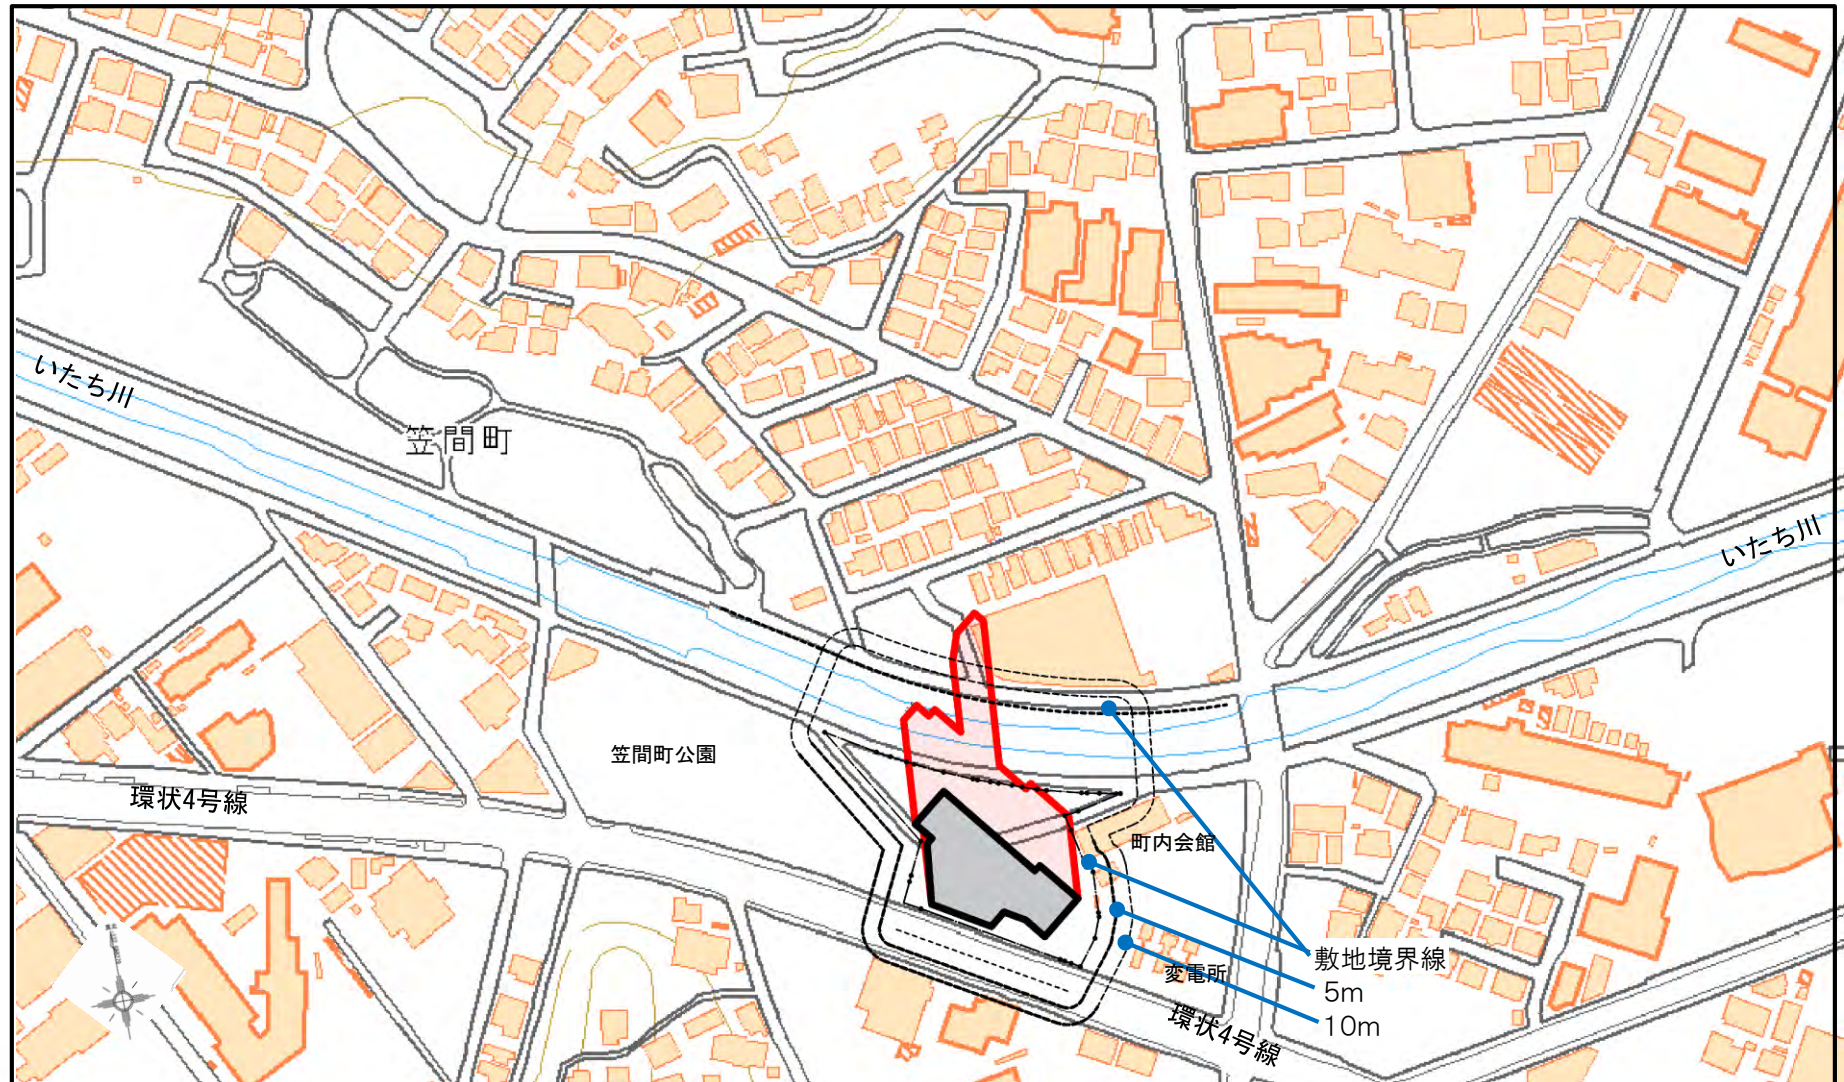 いたち川
笠間町
いたち川
笠間町公園
環状4号線
町内会館
敷地境界線
変電所
5m
10m
環状4号線